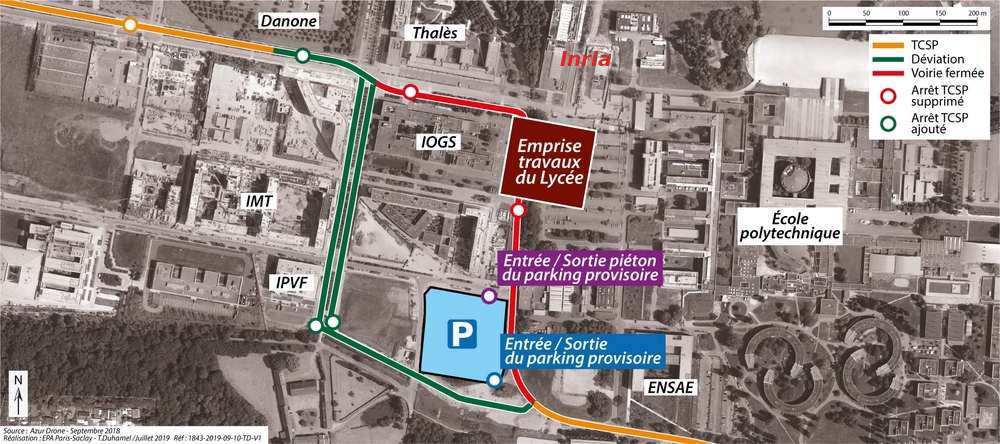 Danone
Thalès
Inria
0 50 100 200 m
TCSP
Déviation
Voirie fermée
Arrêt TCSP
supprimé
Arrêt TCSP
ajouté
IOGS
Emprise
travaux
du Lycée
IMT
École
polytechnique
Entrée / Sortie piéton
du parking provisoire
IPVF
P
Entrée / Sortie
du parking provisoire
ENSAE
N
Source : Azur Drone - Septembre 2018
Réalisation : EPA Paris-Saclay - T.Duhamel /Juillet 2019 Réf : 1843-2019-09-10-TD-V1